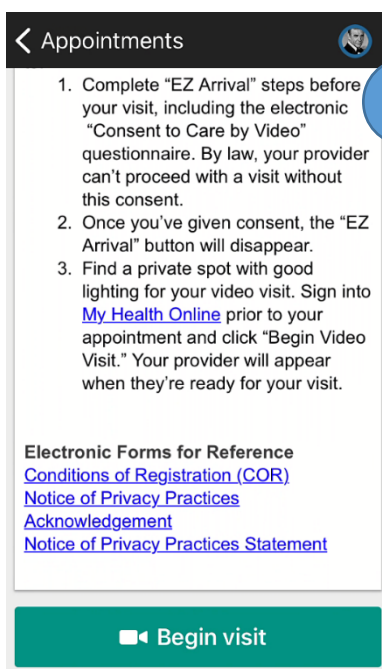 Appointments
1. Complete “EZ Arrival” steps before
your visit, including the electronic
“Consent to Care by Video”
questionnaire. By law, your provider
can’t proceed with a visit without
this consent.
2. Once you’ve given consent, the “EZ
Arrival” button will disappear.
3. Find a private spot with good
lighting for your video visit. Sign into
My Health Online prior to your
appointment and click “Begin Video
Visit.” Your provider will appear
when they’re ready for your visit.
Electronic Forms for Reference
Conditions of Registration (COR)
Notice of Privacy Practices
Acknowledgement
Notice of Privacy Practices Statement
Begin visit